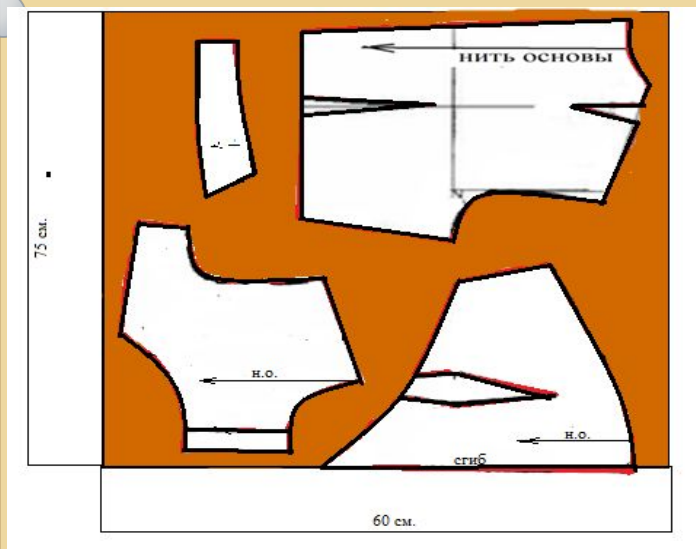 НИТЬ ОСНОВЫ
75 см.
н.о.
н.о.
сгиб
60 см.